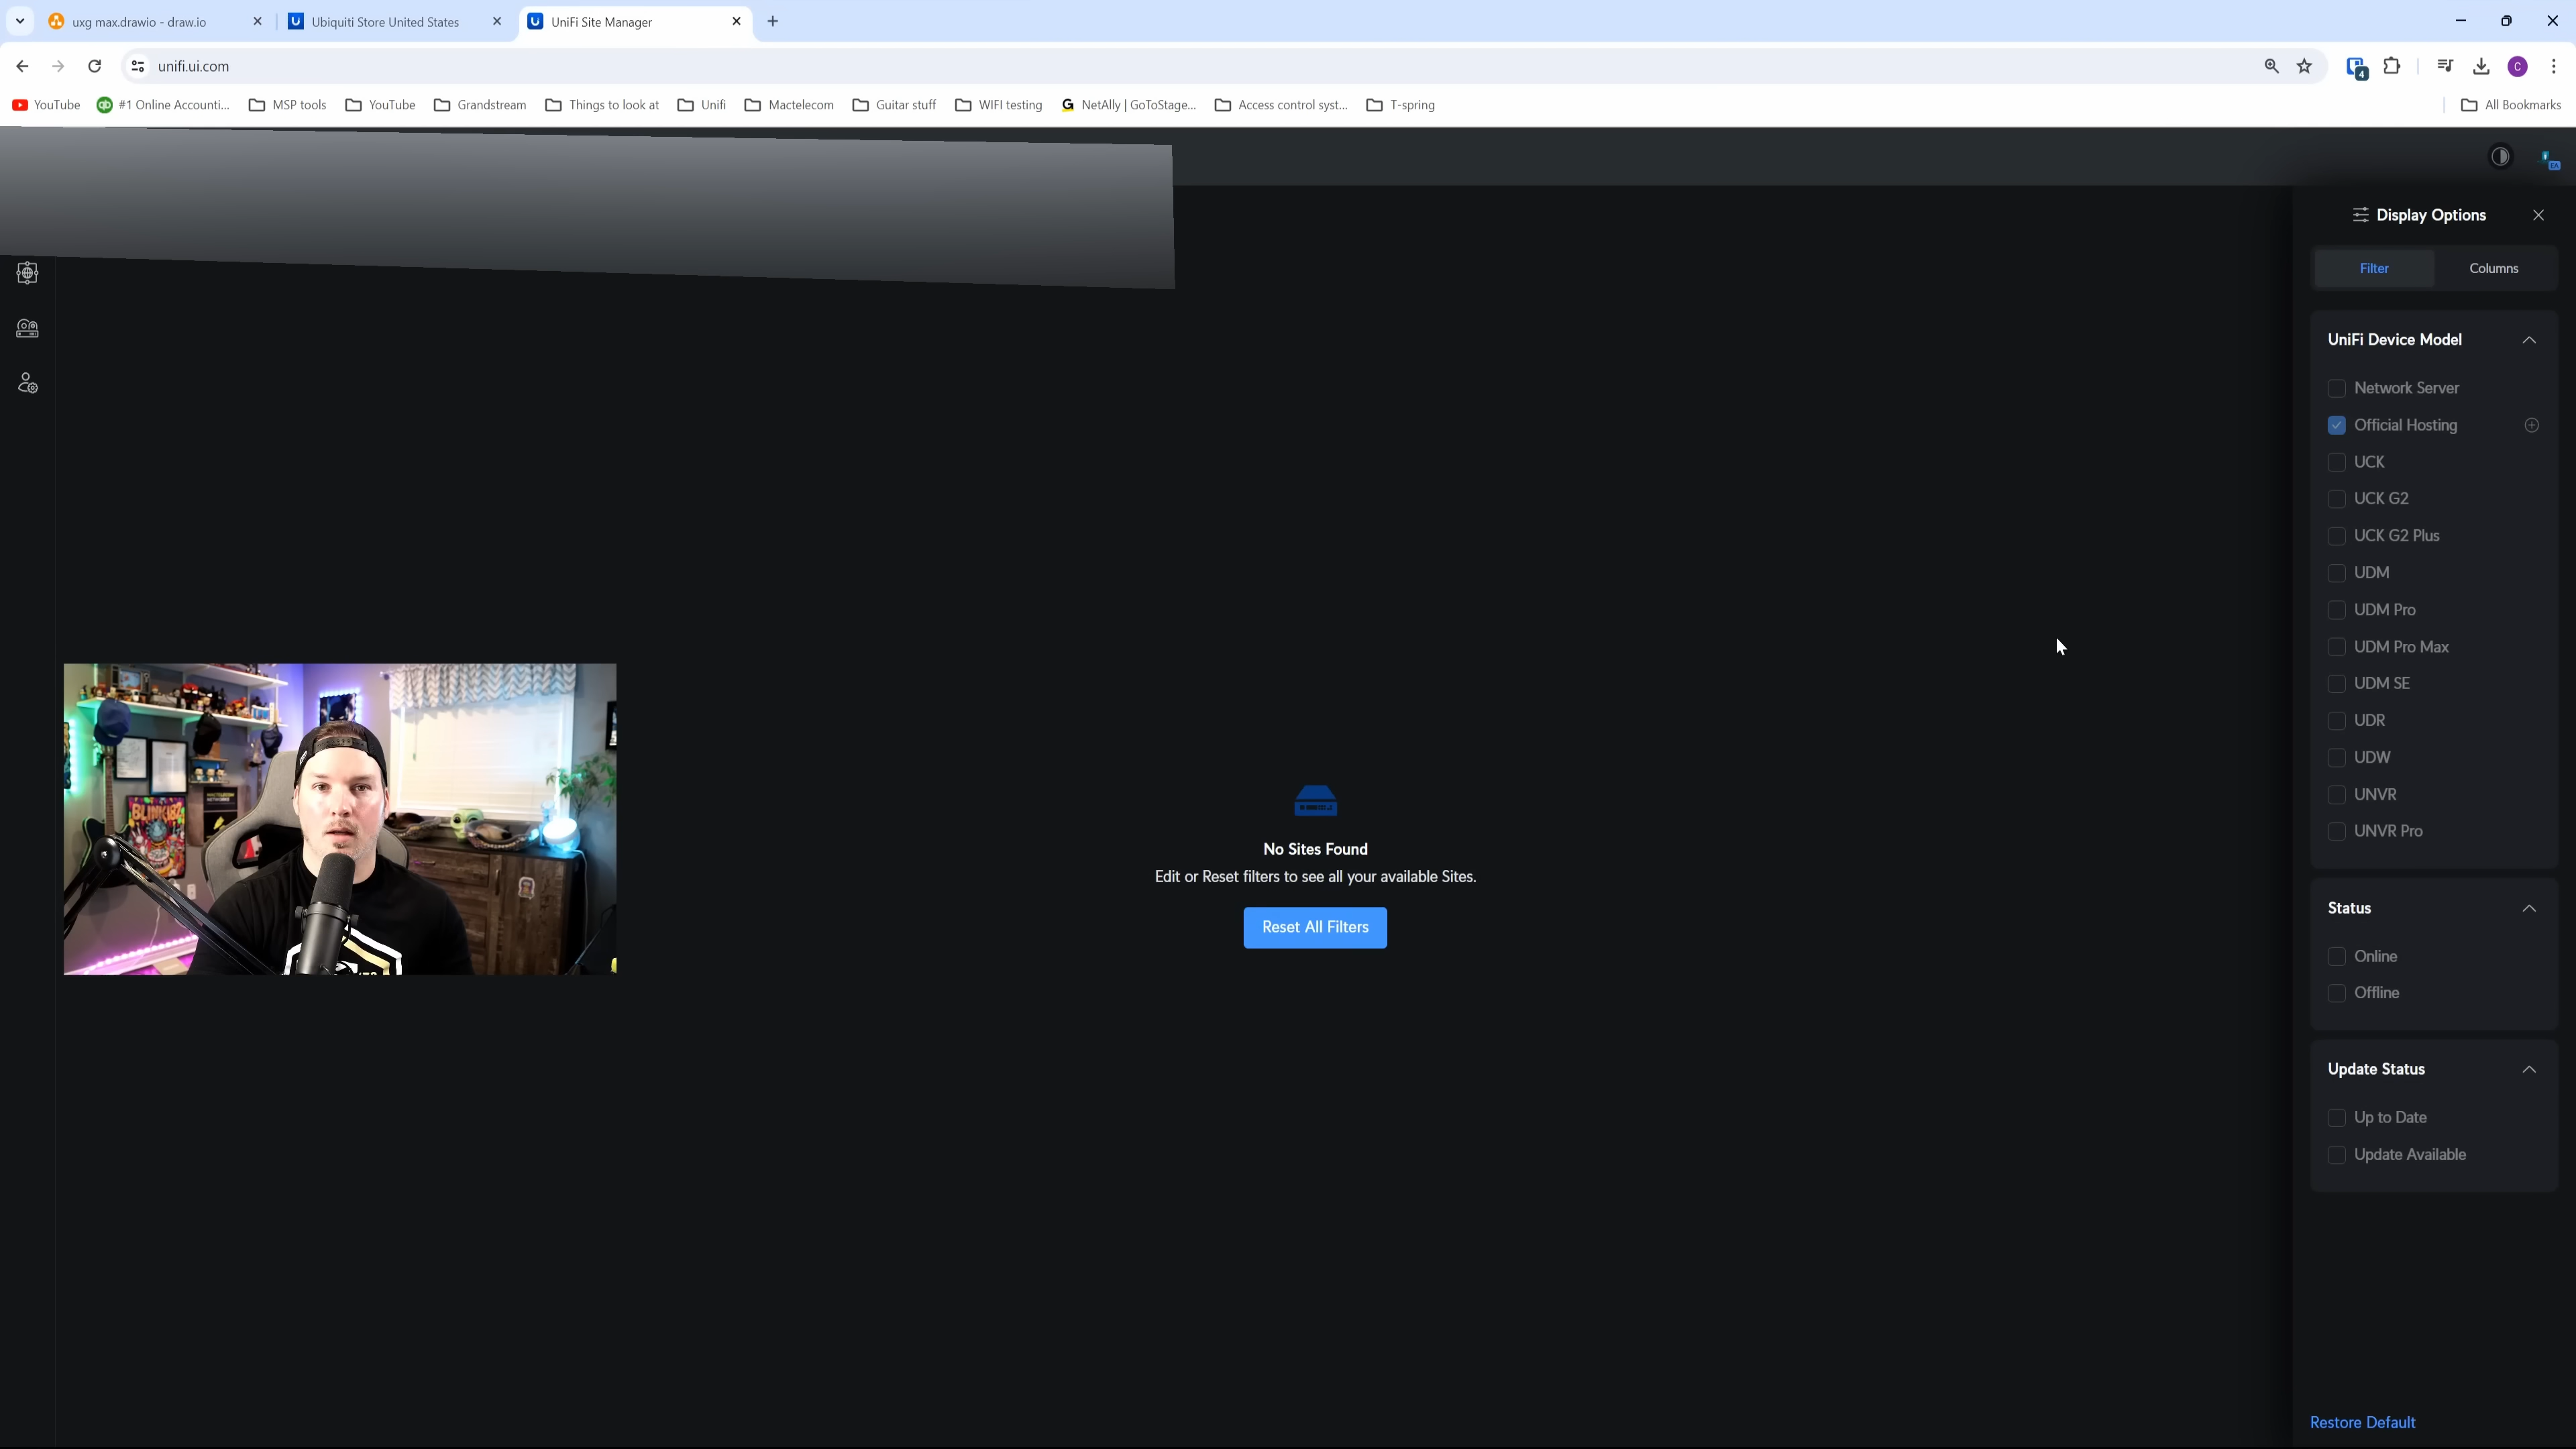 uxg max.drawio - draw.io
Ubiquiti Store United States
UniFi Site Manager
unifi.ui.com
4
C
YouTube
#1 Online Accounti...
MSP tools
YouTube
Grandstream
Things to look at
Unifi
Mactelecom
Guitar stuff
WIFI testing
NetAlly | GoToStage...
Access control syst...
T-spring
All Bookmarks
EA
Display Options
Filter
Columns
UniFi Device Model
Network Server
Official Hosting
UCK
UCK G2
UCK G2 Plus
UDM
UDM Pro
UDM Pro Max
UDM SE
UDR
UDW
UNVR
UNVR Pro
Status
Online
Offline
Update Status
Up to Date
Update Available
Restore Default
BLINK182
No Sites Found
Edit or Reset filters to see all your available Sites.
Reset All Filters